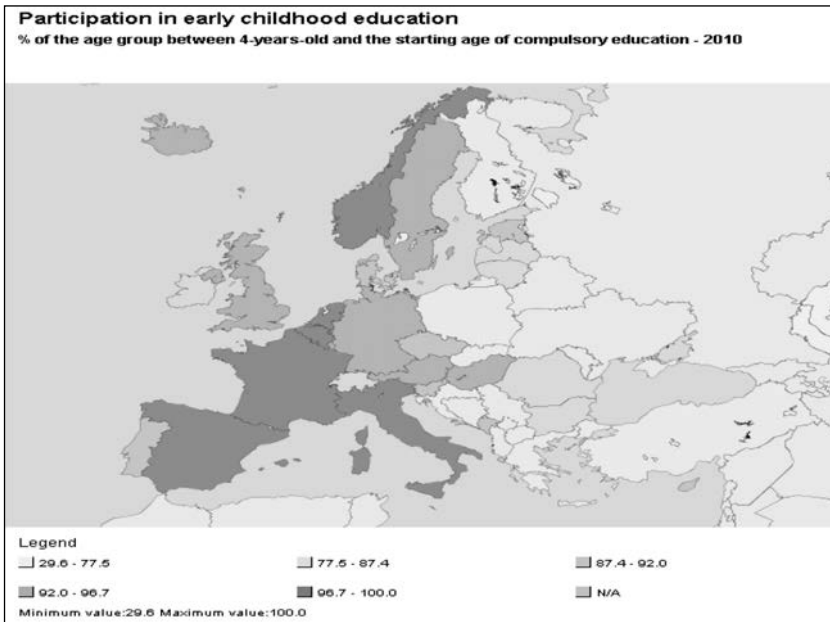 Participation in early childhood education
% of the age group between 4-years-old and the starting age of compulsory education - 2010
Legend
29.6 - 77.5
77.5 - 87.4
87.4 - 92.0
92.0 - 96.7
96.7 - 100.0
N/A
Minimum value:29.6 Maximum value:100.0